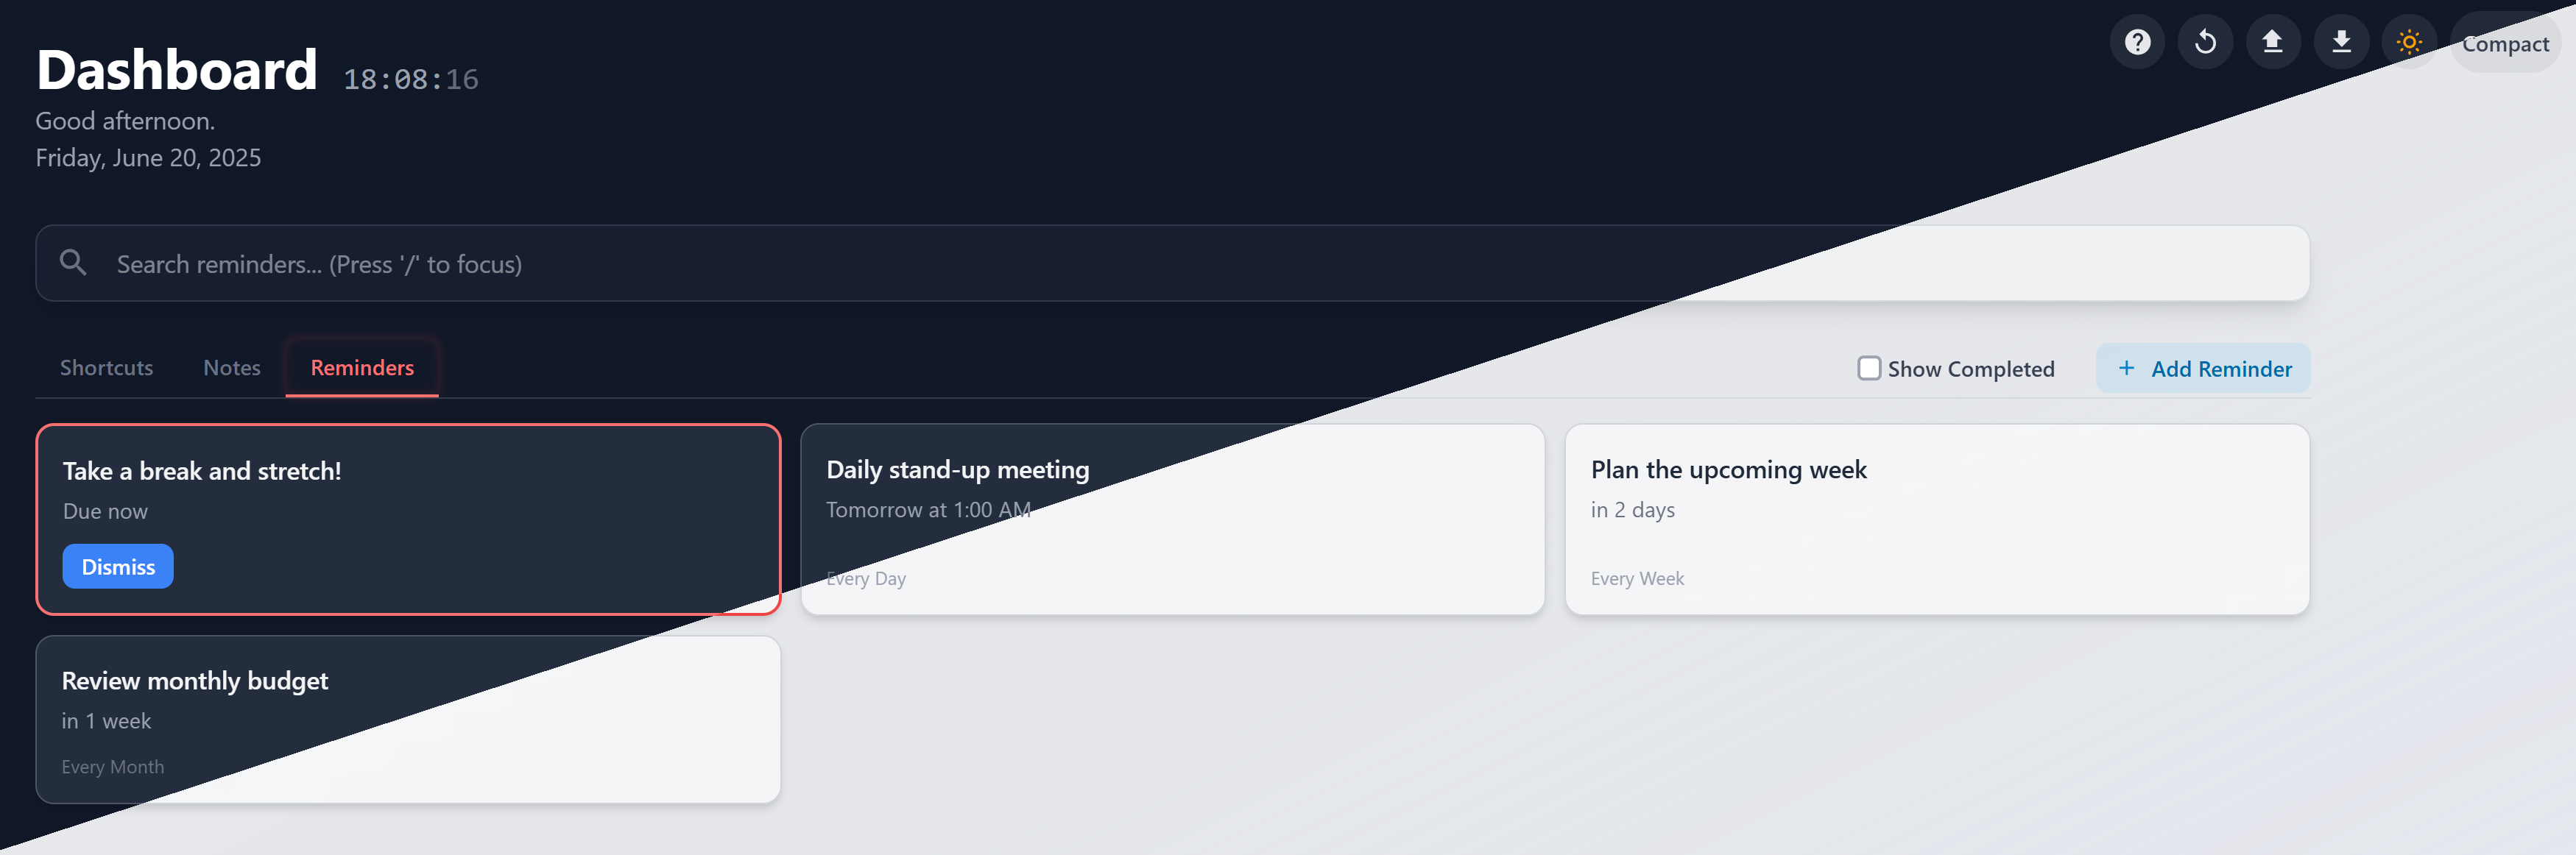 Dashboard 18:08:16
Compact
Good afternoon.
Friday, June 20, 2025
Search reminders... (Press '/' to focus)
Shortcuts Notes Reminders
Show Completed + Add Reminder
Take a break and stretch!
Due now
Dismiss
Daily stand-up meeting
Tomorrow at 1:00 AM
Every Day
Plan the upcoming week
in 2 days
Every Week
Review monthly budget
in 1 week
Every Month